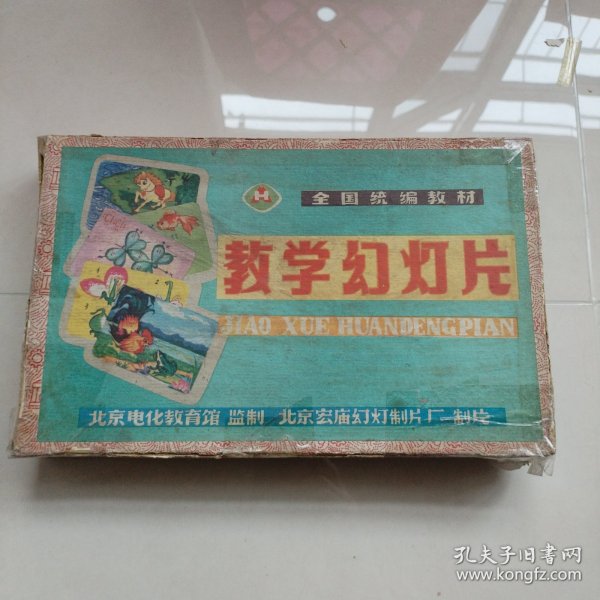 H
全国统编教材
教学幻灯片
JIAO XUE HUANDENGPIAN
北京电化教育馆 监制 北京宏庙幻灯制片厂制片
孔夫子旧书网
www.kongfz.com